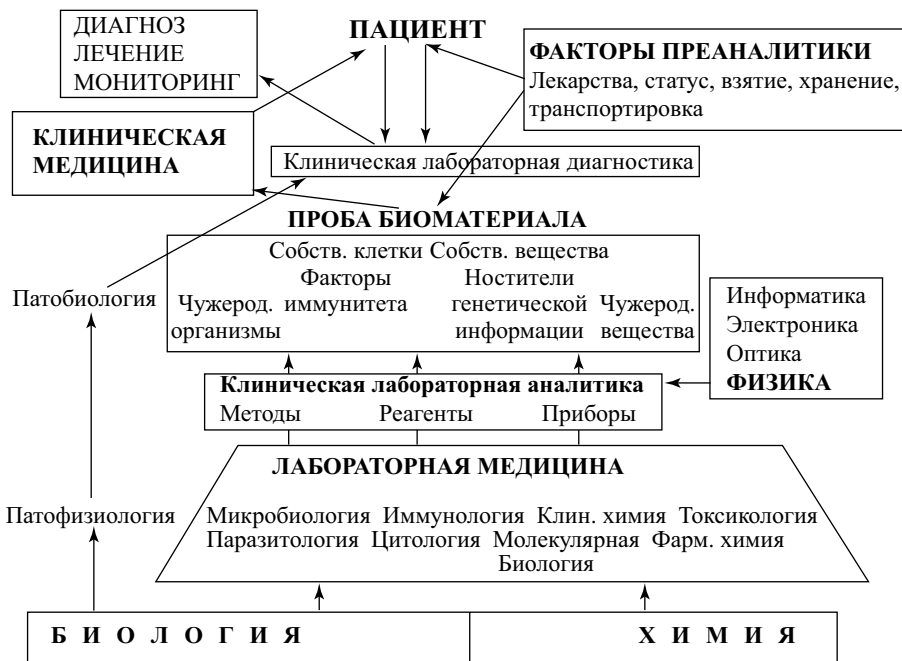 ДИАГНОЗ
ЛЕЧЕНИЕ
МОНИТОРИНГ
ПАЦИЕНТ
ФАКТОРЫ ПРЕАНАЛИТИКИ
Лекарства, статус, взятие, хранение,
транспортировка
КЛИНИЧЕСКАЯ
МЕДИЦИНА
Клиническая лабораторная диагностика
ПРОБА БИОМАТЕРИАЛА
Собств. клетки Собств. вещества
Факторы Ностители
Чужерод. иммунитета генетической Чужерод.
организмы информации вещества
Патобиология
Информатика
Электроника
Оптика
ФИЗИКА
Клиническая лабораторная аналитика
Методы Реагенты Приборы
ЛАБОРАТОРНАЯ МЕДИЦИНА
Патофизиология
Микробиология Иммунология Клин. химия Токсикология
Паразитология Цитология Молекулярная Фарм. химия
Биология
Б И О Л О Г И Я Х И М И Я